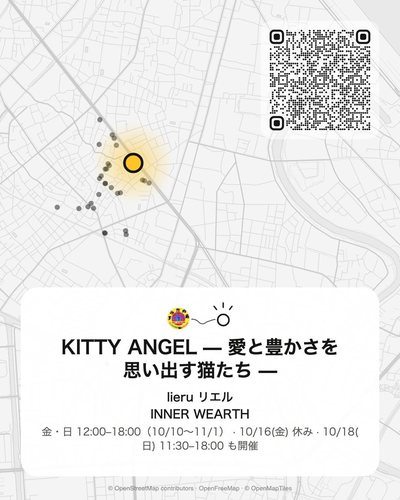 KITTY ANGEL — 愛と豊かさを
思い出す猫たち —
lieru リエル
INNER WEARTH
金・日 12:00–18:00（10/10〜11/1） · 10/16(金) 休み · 10/18(
日) 11:30–18:00 も開催
© OpenStreetMap contributors · OpenFreeMap · © OpenMapTiles